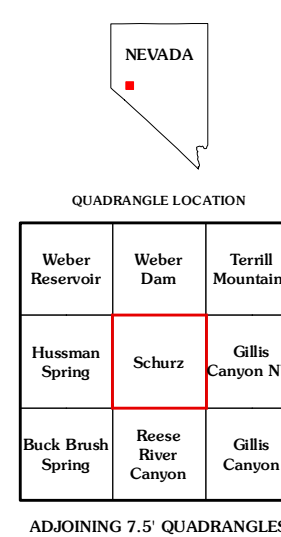 NEVADA
QUADRANGLE LOCATION
Weber
Reservoir
Weber
Dam
Terrill
Mountain
Hussman
Spring
Schurz
Gillis
Canyon N
Buck Brush
Spring
Reese
River
Canyon
Gillis
Canyon
ADJOINING 7.5' QUADRANGLES